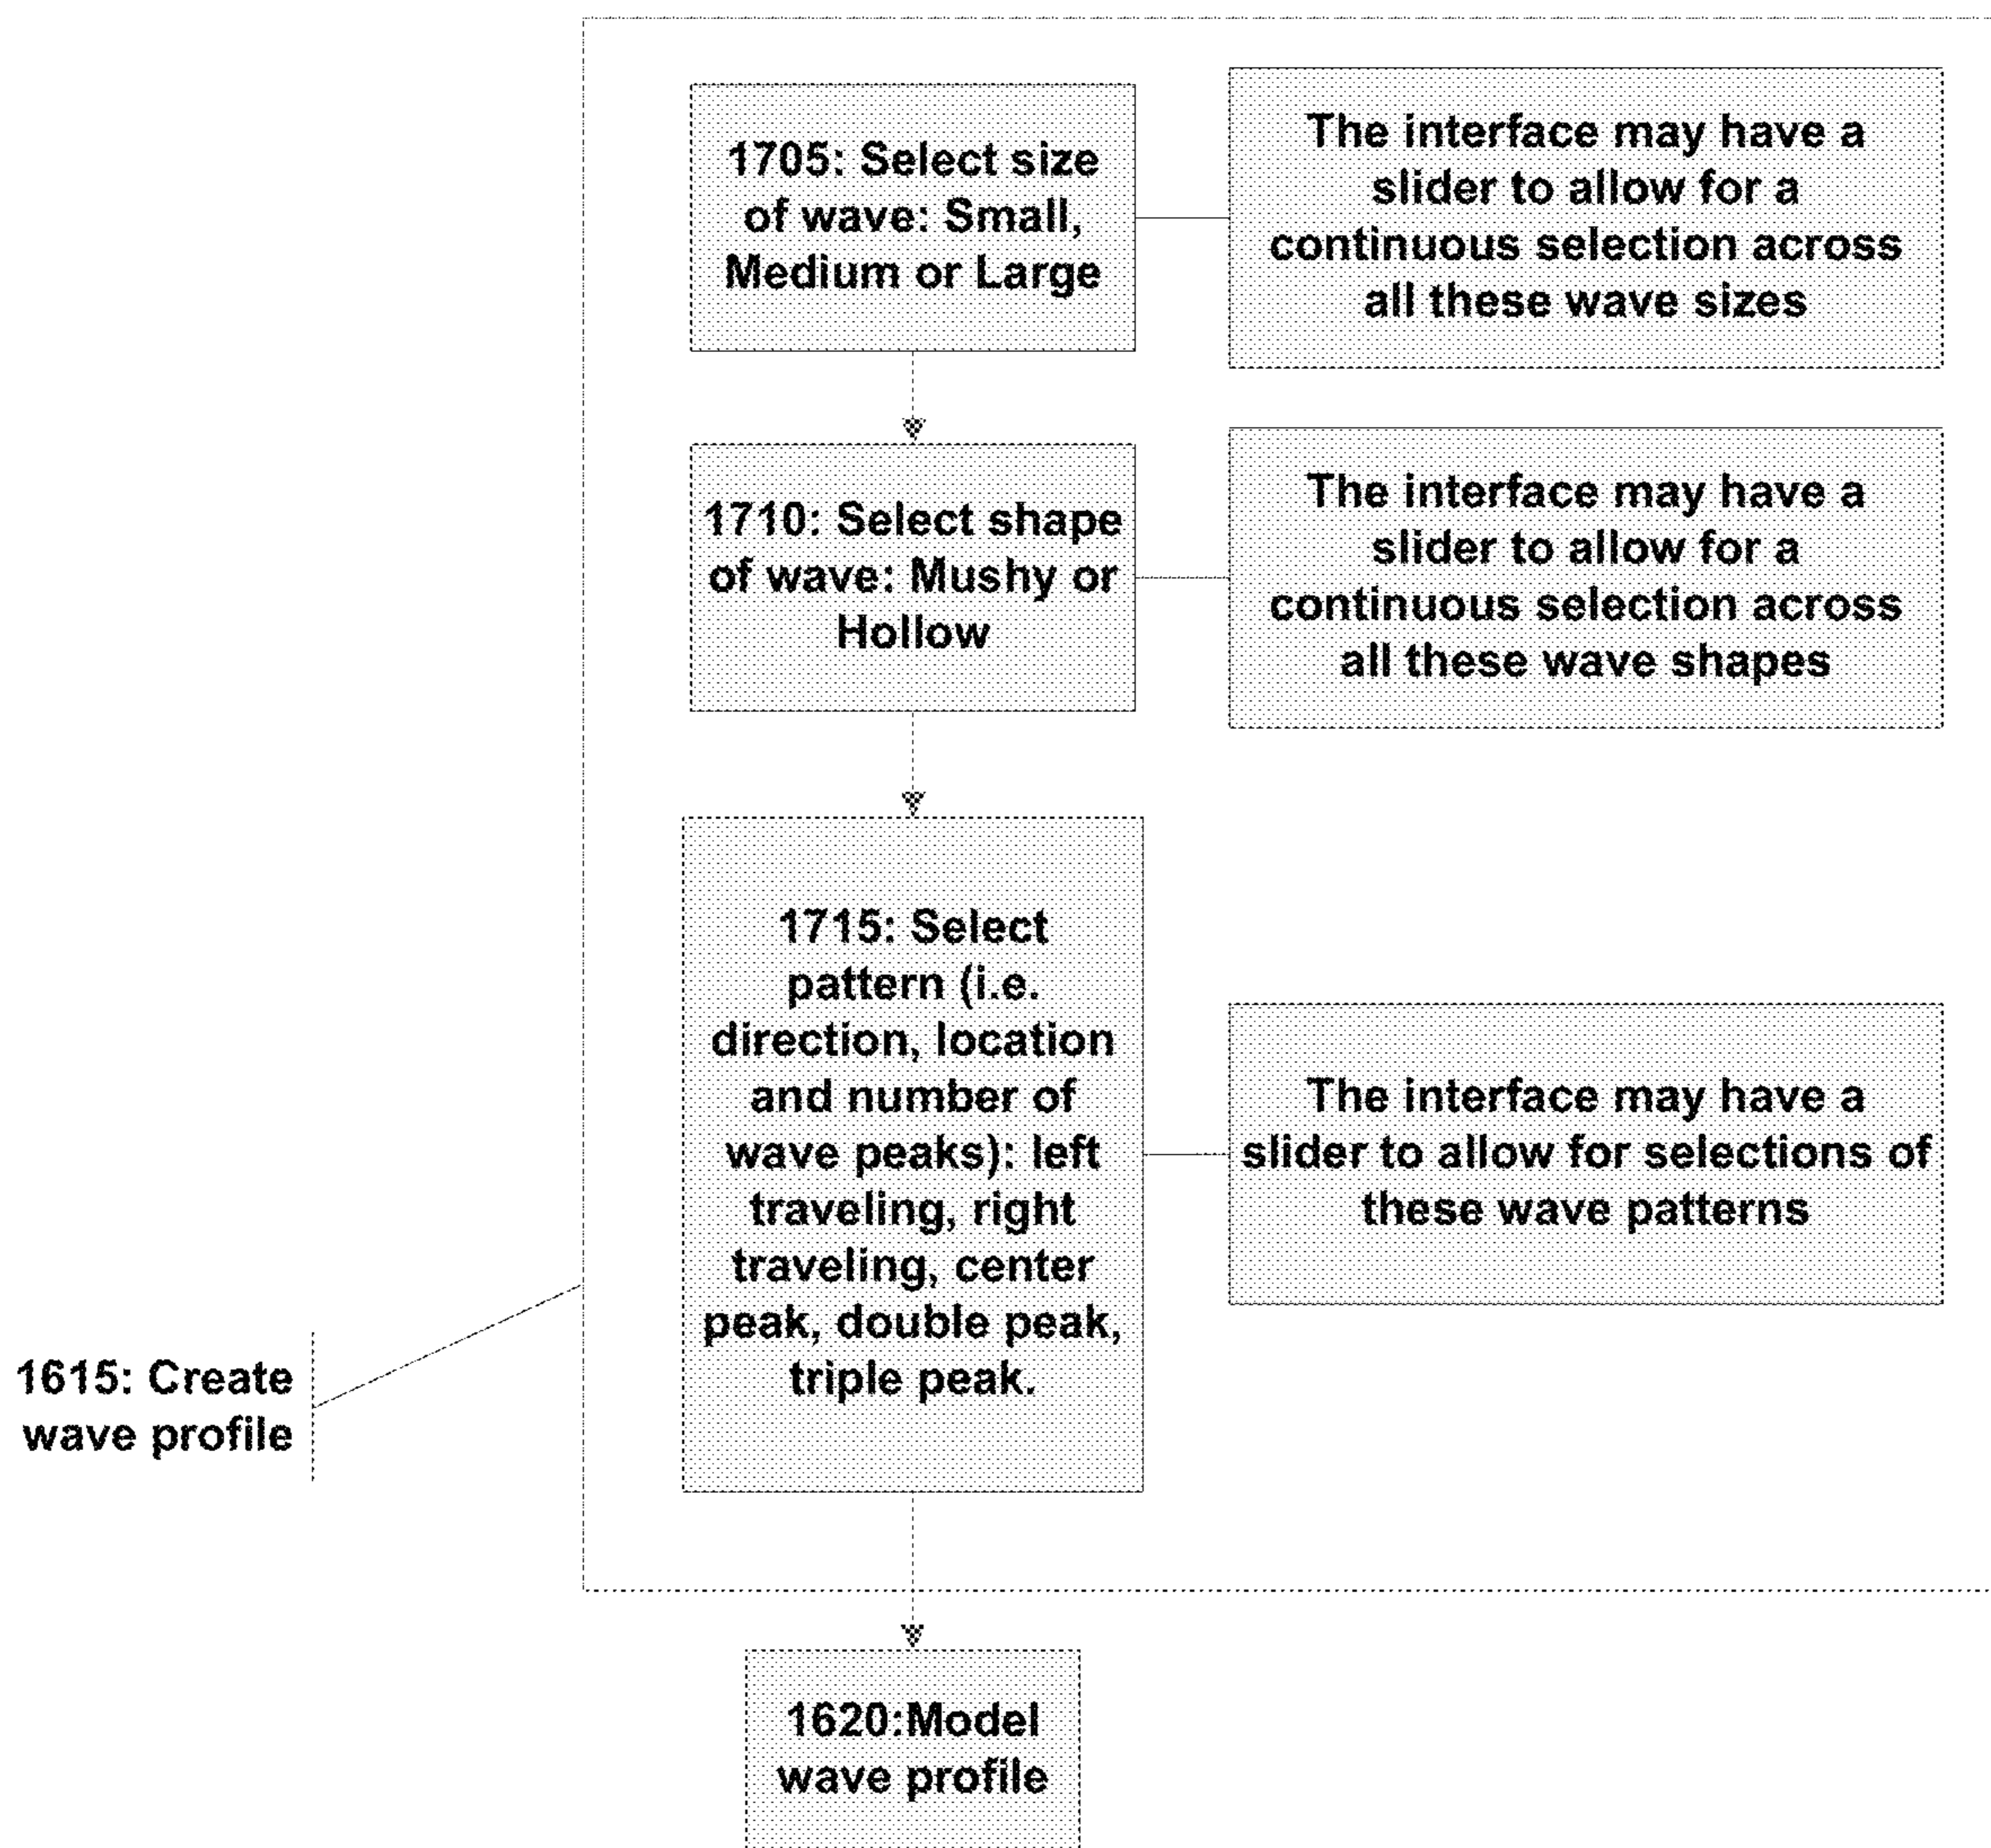 1705: Select size
of wave: Small,
Medium or Large
The interface may have a
slider to allow for a
continuous selection across
all these wave sizes
1710: Select shape
of wave: Mushy or
Hollow
The interface may have a
slider to allow for a
continuous selection across
all these wave shapes
1715: Select
pattern (i.e.
direction, location
and number of
wave peaks): left
traveling, right
traveling, center
peak, double peak,
triple peak.
The interface may have a
slider to allow for selections of
these wave patterns
1615: Create
wave profile
1620:Model
wave profile